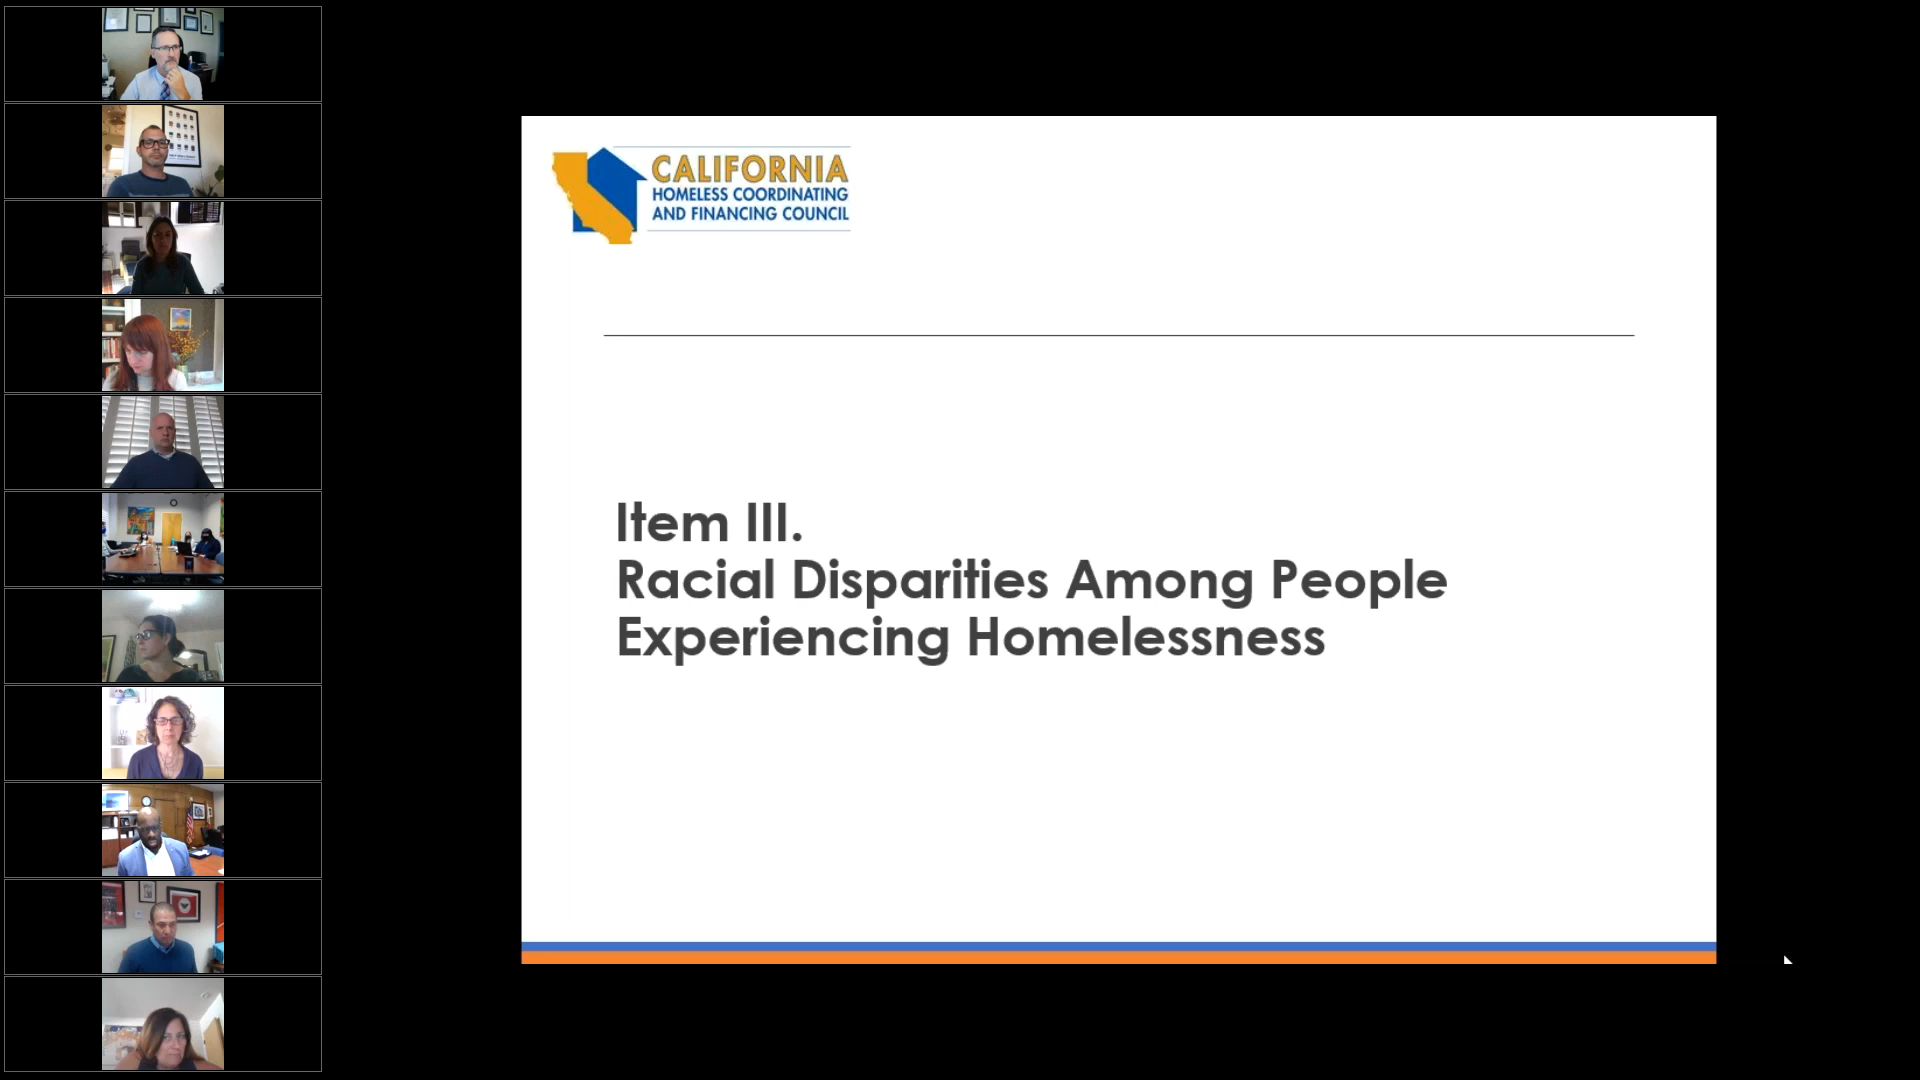 CALIFORNIA
HOMELESS COORDINATING
AND FINANCING COUNCIL
Item III.
Racial Disparities Among People
Experiencing Homelessness